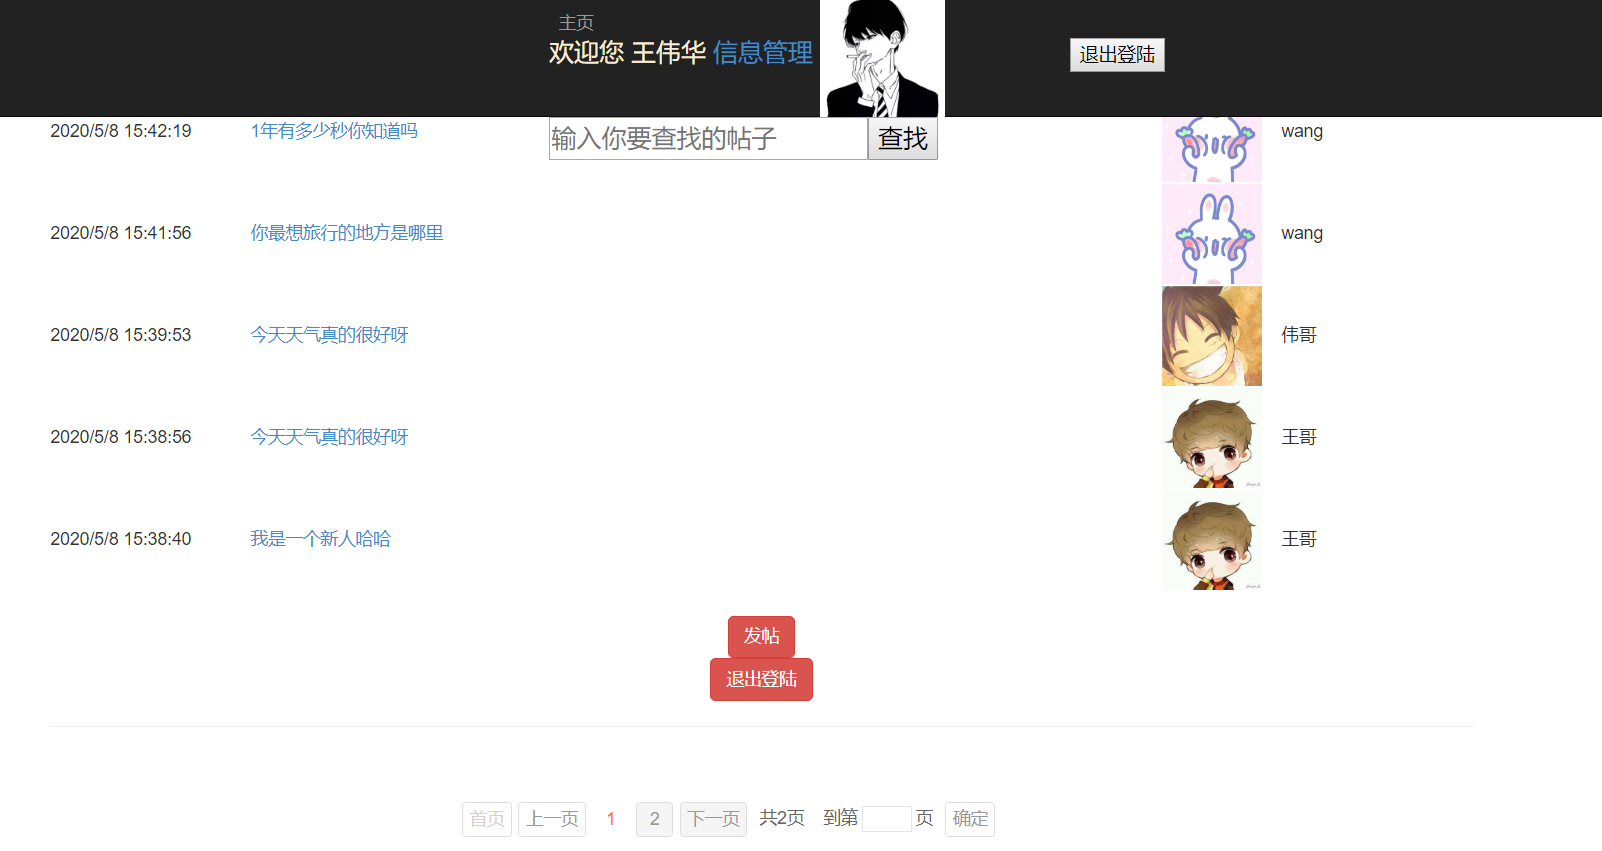 主页
欢迎您 王伟华 信息管理
退出登陆
输入你要查找的帖子 查找
2020/5/8 15:42:19 1年有多少秒你知道吗 wang
2020/5/8 15:41:56 你最想旅行的地方是哪里 wang
2020/5/8 15:39:53 今天天气真的很好呀 伟哥
2020/5/8 15:38:56 今天天气真的很好呀 王哥
2020/5/8 15:38:40 我是一个新人哈哈 王哥
发帖
退出登陆
首页 上一页 1 2 下一页 共2页 到第 页 确定